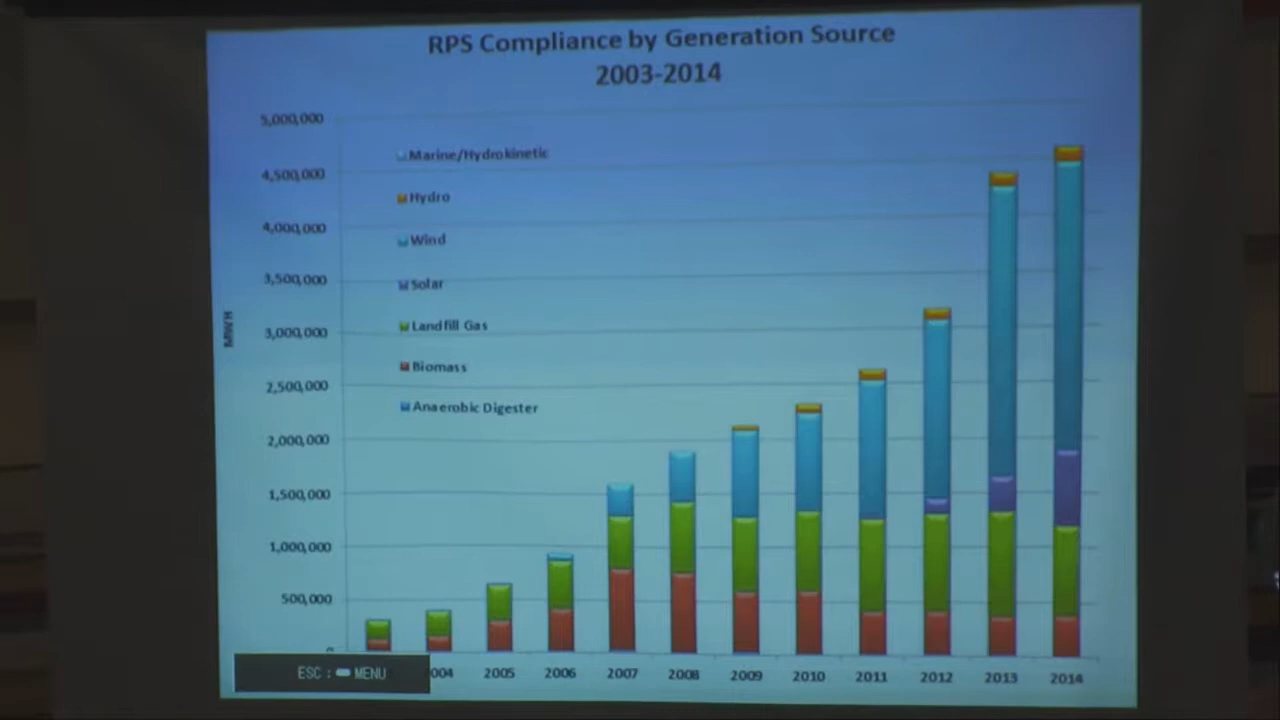 RPS Compliance by Generation Source
2003-2014
5,000,000
4,500,000
4,000,000
3,500,000
3,000,000
2,500,000
2,000,000
1,500,000
1,000,000
500,000
MWH
Marine/Hydrokinetic
Hydro
Wind
Solar
Landfill Gas
Biomass
Anaerobic Digester
004 2005 2006 2007 2008 2009 2010 2011 2012 2013 2014
ESC : MENU